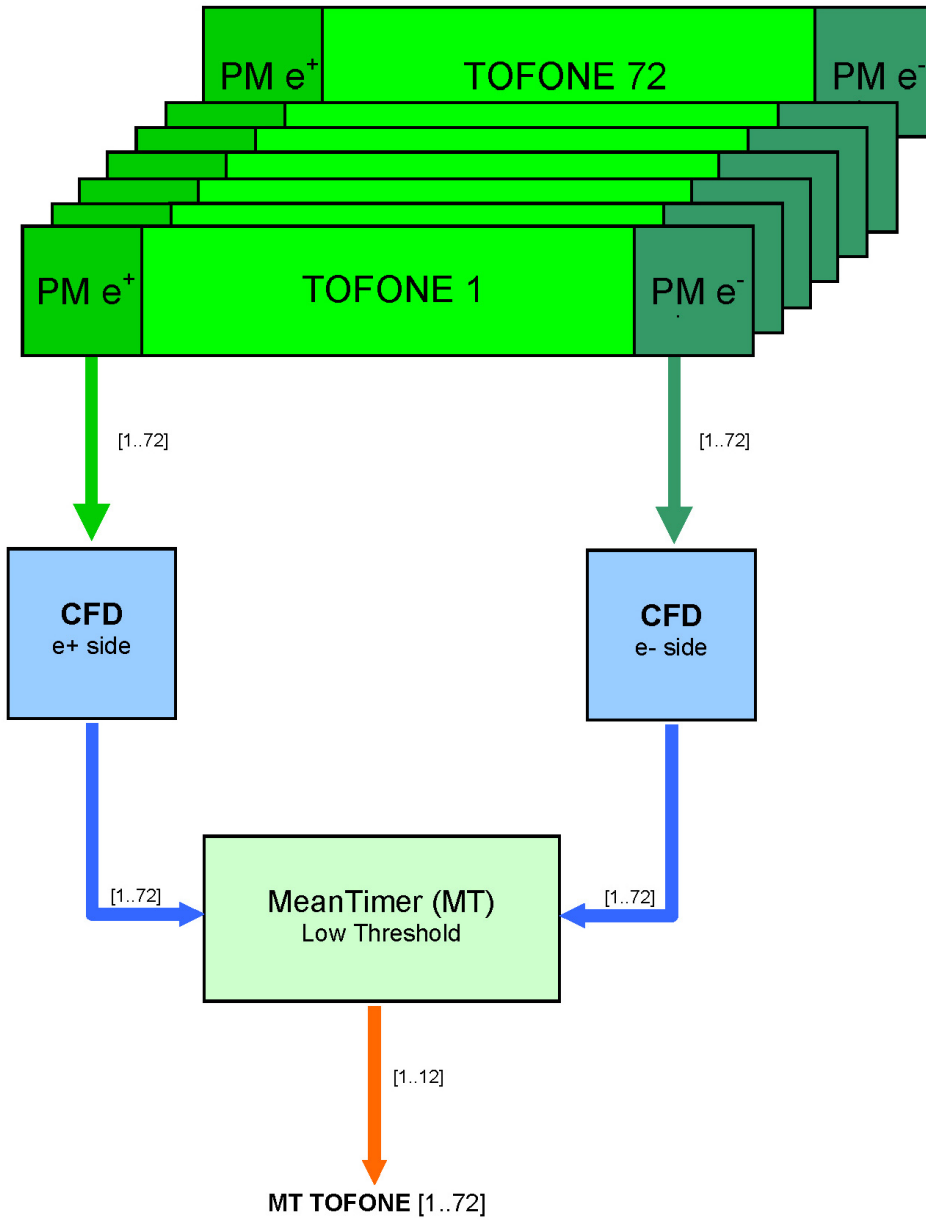 PM e+ TOFONE 72 PM e-
PM e+ TOFONE 1 PM e-
[1..72] [1..72]
CFD CFD
e+ side e- side
[1..72] [1..72]
MeanTimer (MT)
Low Threshold
[1..12]
MT TOFONE [1..72]